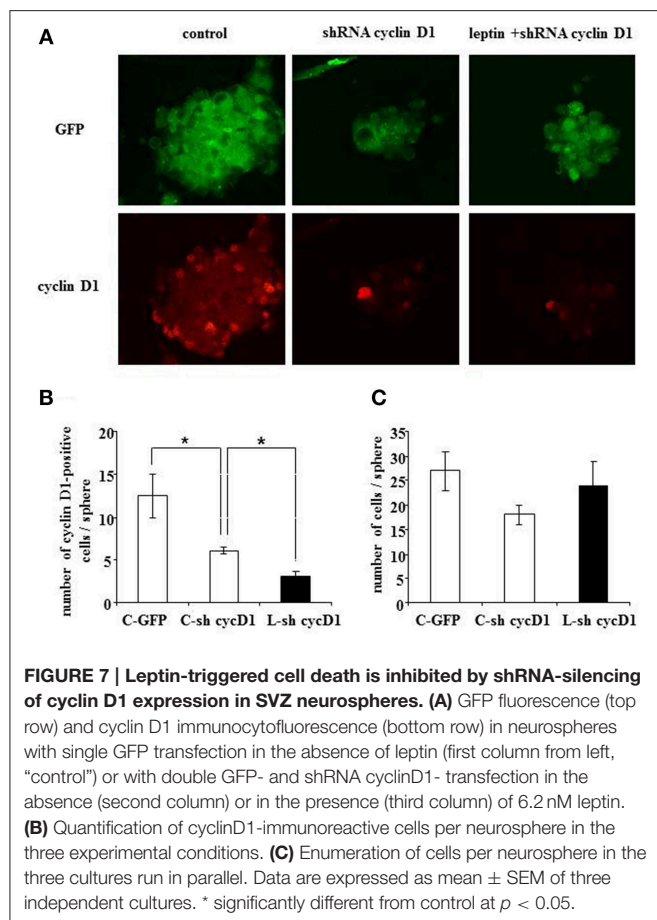 A
control shRNA cyclin D1 leptin +shRNA cyclin D1
GFP
cyclin D1
B
number of cyclin D1-positive
cells / sphere
20
15
10
5
0
* *
C-GFP C-sh cycD1 L-sh cycD1
C
number of cells / sphere
35
30
25
20
15
10
5
0
C-GFP C-sh cycD1 L-sh cycD1
FIGURE 7 | Leptin-triggered cell death is inhibited by shRNA-silencing
of cyclin D1 expression in SVZ neurospheres. (A) GFP fluorescence (top
row) and cyclin D1 immunocytofluorescence (bottom row) in neurospheres
with single GFP transfection in the absence of leptin (first column from left,
“control”) or with double GFP- and shRNA cyclinD1- transfection in the
absence (second column) or in the presence (third column) of 6.2 nM leptin.
(B) Quantification of cyclinD1-immunoreactive cells per neurosphere in the
three experimental conditions. (C) Enumeration of cells per neurosphere in the
three cultures run in parallel. Data are expressed as mean ± SEM of three
independent cultures. * significantly different from control at p < 0.05.